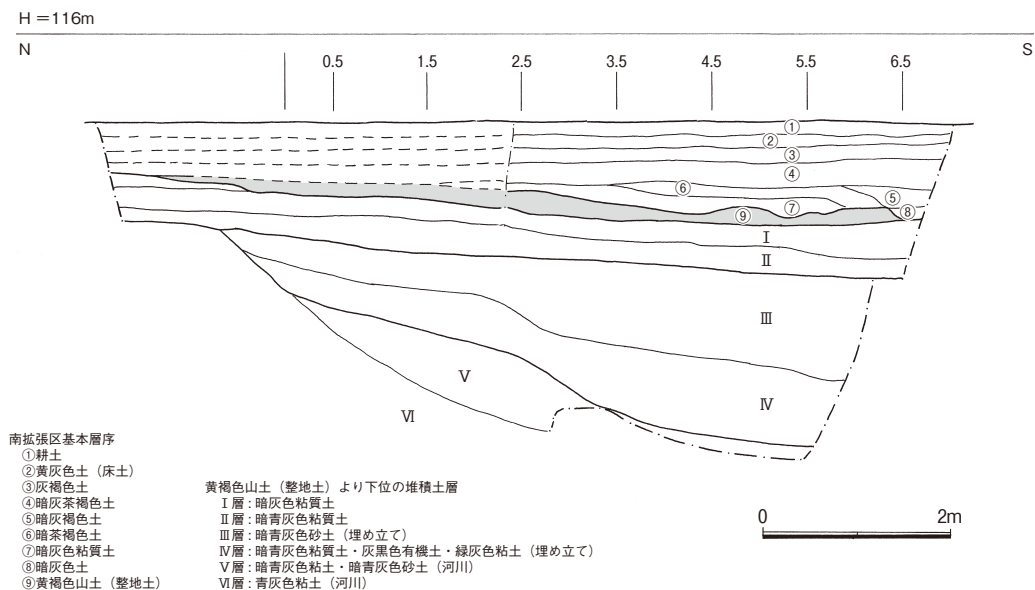 H=116m
N
S
0.5
1.5
2.5
3.5
4.5
5.5
6.5
①
②
③
④
⑥
⑤
⑦
⑧
⑨
Ⅰ
Ⅱ
Ⅲ
Ⅴ
Ⅳ
Ⅵ
南拡張区基本層序
①耕土
②黄灰色土(床土)
③灰褐色土
④暗灰茶褐色土
⑤暗灰褐色土
⑥暗茶褐色土
⑦暗灰色粘質土
⑧暗灰色土
⑨黄褐色山土(整地土)
黄褐色山土(整地土)より下位の堆積土層
Ⅰ層:暗灰色粘質土
Ⅱ層:暗青灰色粘質土
Ⅲ層:暗青灰色砂土(埋め立て)
Ⅳ層:暗青灰色粘質土・灰黒色有機土・緑灰色粘土(埋め立て)
Ⅴ層:暗青灰色粘土・暗青灰色砂土(河川)
Ⅵ層:青灰色粘土(河川)
0 2m